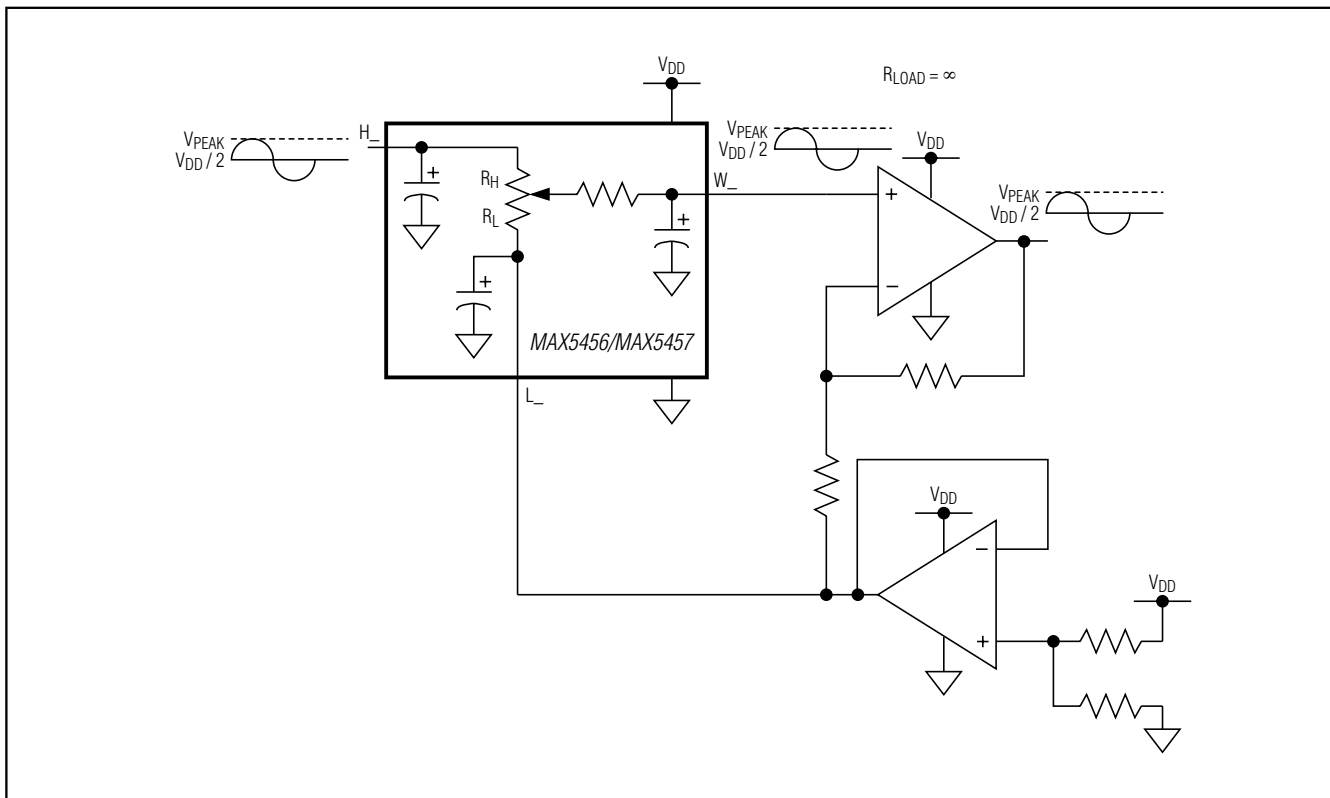 V_DD
R_LOAD = ∞
V_PEAK
V_DD / 2
H_
R_H
R_L
+
+
+
W_
V_PEAK
V_DD / 2
V_DD
+
−
V_PEAK
V_DD / 2
MAX5456/MAX5457
L_
V_DD
−
+
V_DD